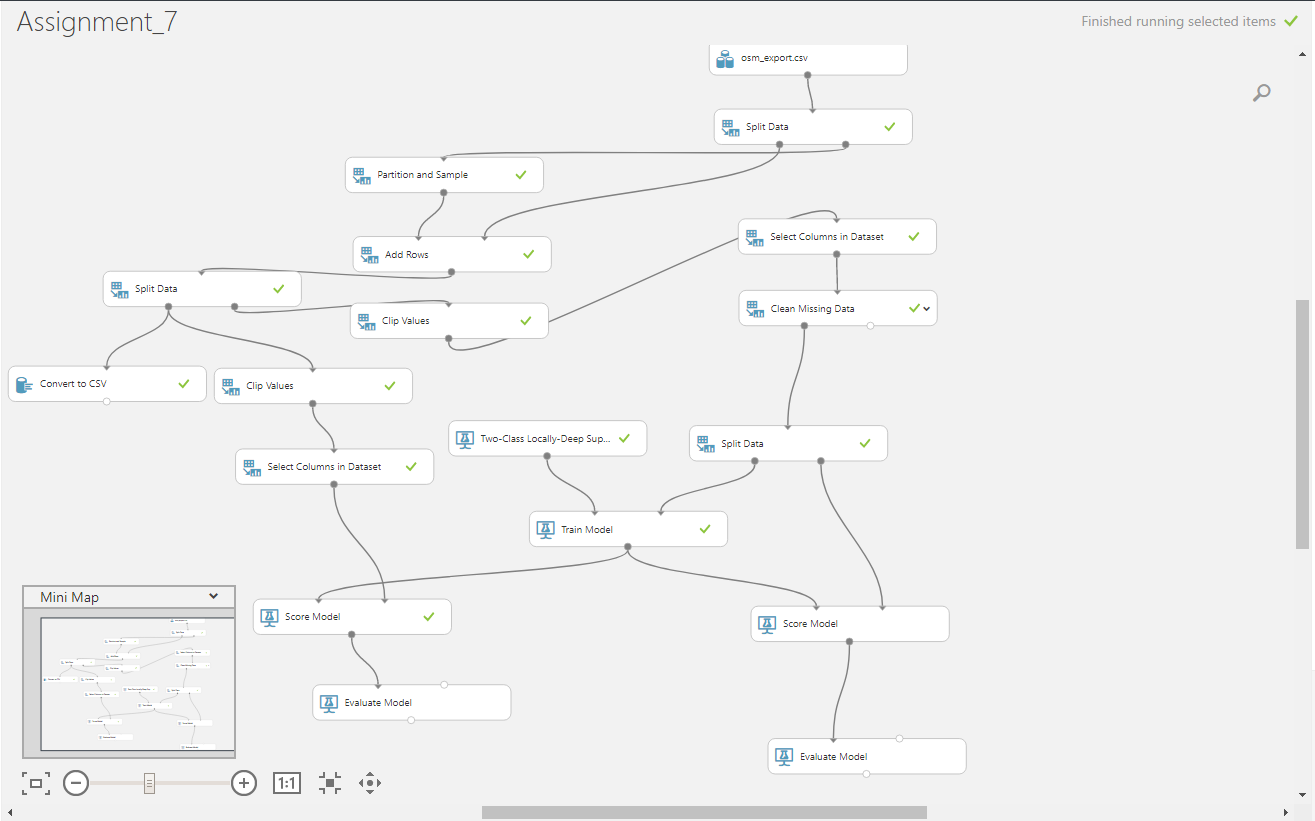 Assignment_7
Finished running selected items
osm_export.csv
Split Data
Partition and Sample
Select Columns in Dataset
Add Rows
Split Data
Clip Values
Clean Missing Data
Convert to CSV
Clip Values
Two-Class Locally-Deep Sup...
Split Data
Select Columns in Dataset
Train Model
Score Model
Score Model
Evaluate Model
Evaluate Model
Mini Map
1:1